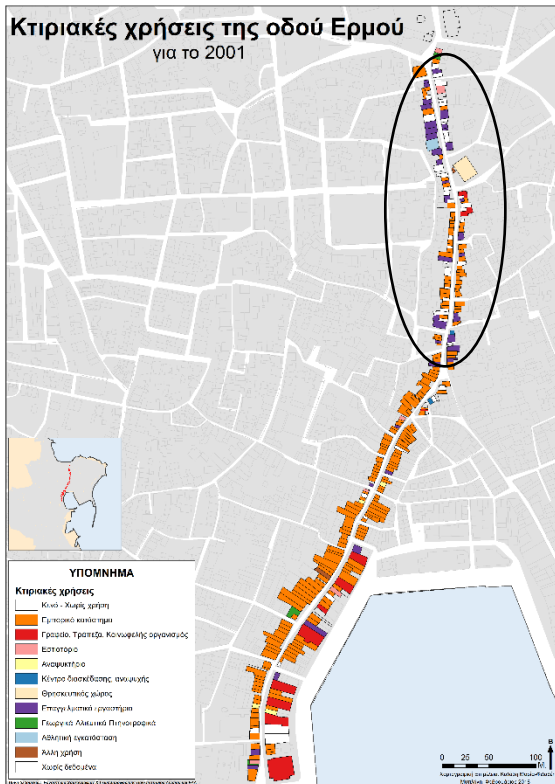 Κτιριακές χρήσεις της οδού Ερμού
για το 2001
ΥΠΟΜΝΗΜΑ
Κτιριακές χρήσεις
Κενό - Χωρίς χρήση
Εμπορικό κατάστημα
Γραφείο, Τράπεζα, Κοινωφελής οργανισμός
Εστιατόριο
Αναψυκτήριο
Κέντρο διασκέδασης, αναψυχής
Θρησκευτικός χώρος
Επαγγελματικό εργαστήριο
Γεωργικά Αλιευτικά Κτηνοτροφικά
Αθλητική εγκατάσταση
Άλλη χρήση
Χωρίς δεδομένα
Β
0 25 50 100
Μ